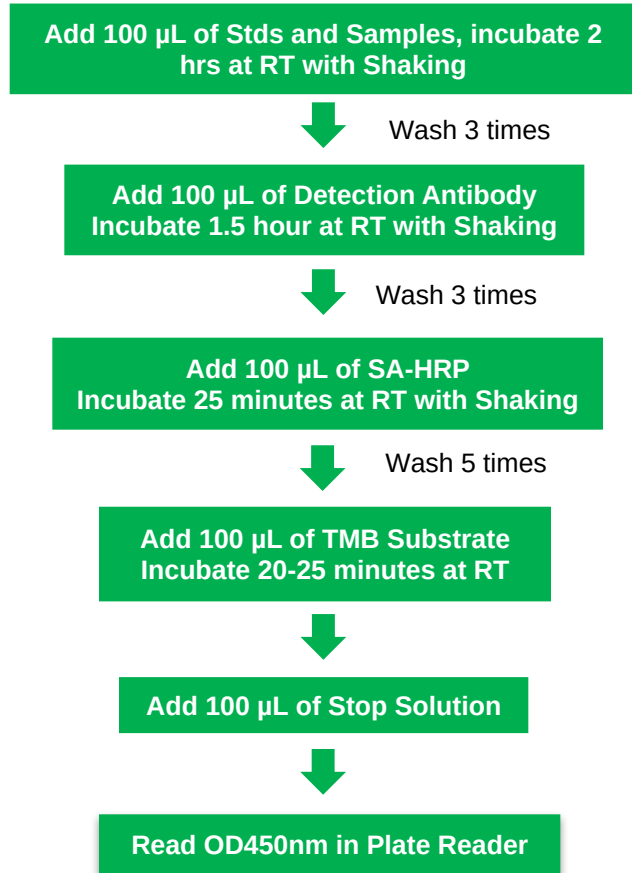 Add 100 µL of Stds and Samples, incubate 2
hrs at RT with Shaking
Wash 3 times
Add 100 µL of Detection Antibody
Incubate 1.5 hour at RT with Shaking
Wash 3 times
Add 100 µL of SA-HRP
Incubate 25 minutes at RT with Shaking
Wash 5 times
Add 100 µL of TMB Substrate
Incubate 20-25 minutes at RT
Add 100 µL of Stop Solution
Read OD450nm in Plate Reader